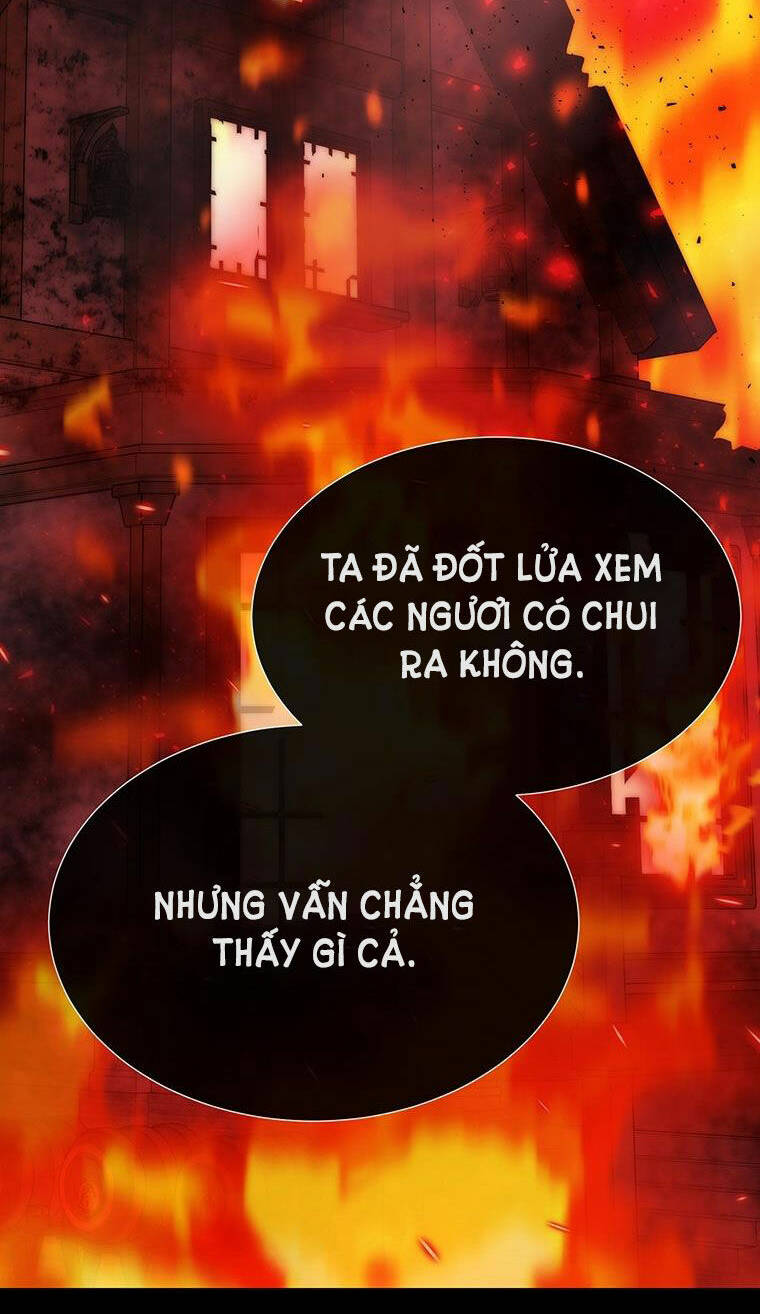 TA ĐÃ ĐỐT LỬA XEM
CÁC NGƯƠI CÓ CHUI
RA KHÔNG.
NHƯNG VẪN CHẲNG
THẤY GÌ CẢ.